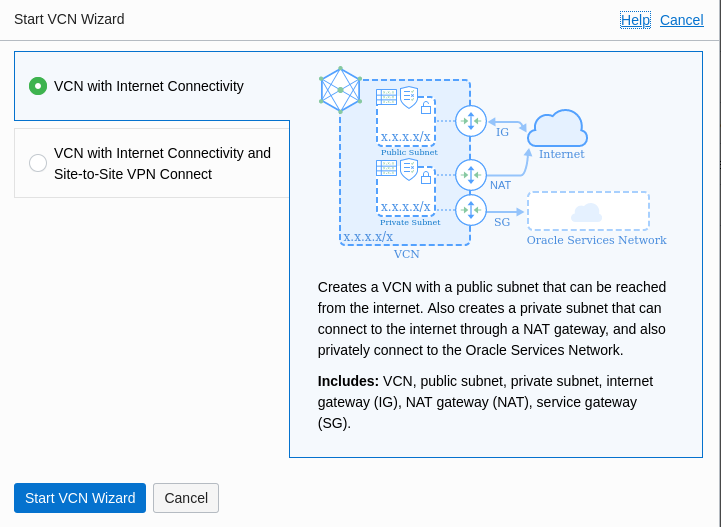 Start VCN Wizard
Help Cancel
VCN with Internet Connectivity
VCN with Internet Connectivity and
Site-to-Site VPN Connect
x.x.x.x/x
Public Subnet
IG
Internet
x.x.x.x/x
Private Subnet
NAT
SG
x.x.x.x/x
VCN
Oracle Services Network
Creates a VCN with a public subnet that can be reached
from the internet. Also creates a private subnet that can
connect to the internet through a NAT gateway, and also
privately connect to the Oracle Services Network.
Includes: VCN, public subnet, private subnet, internet
gateway (IG), NAT gateway (NAT), service gateway
(SG).
Start VCN Wizard
Cancel